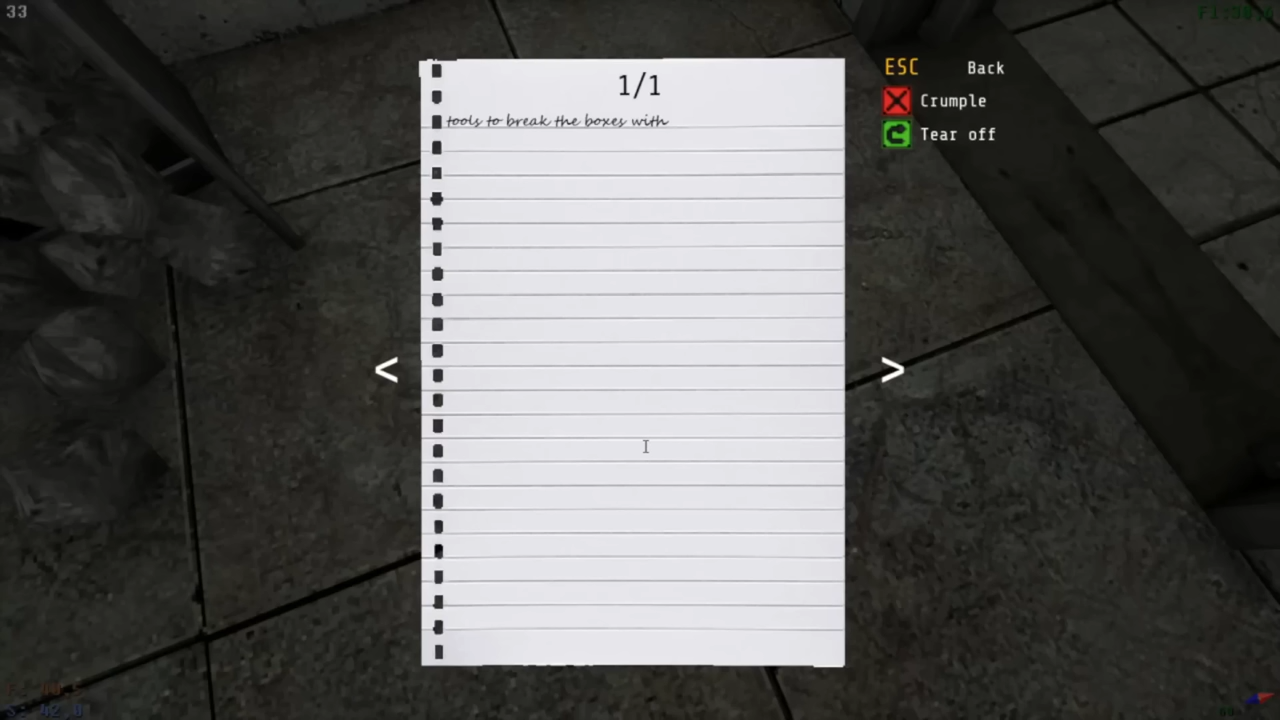 33
1/1
ESC Back
Crumple
Tear off
tools to break the boxes with
<
>